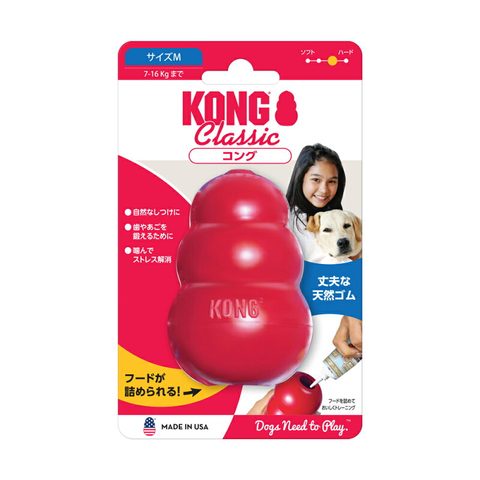 サイズM
7-16 Kgまで
ソフト ハード
KONG®
Classic
コング
●自然なしつけに
●歯やあごを
鍛えるために
●噛んで
ストレス解消
丈夫な
天然ゴム
KONG
フードが
詰められる!
フードを詰めて
おいしくトレーニング
MADE IN USA
Dogs Need to Play.™